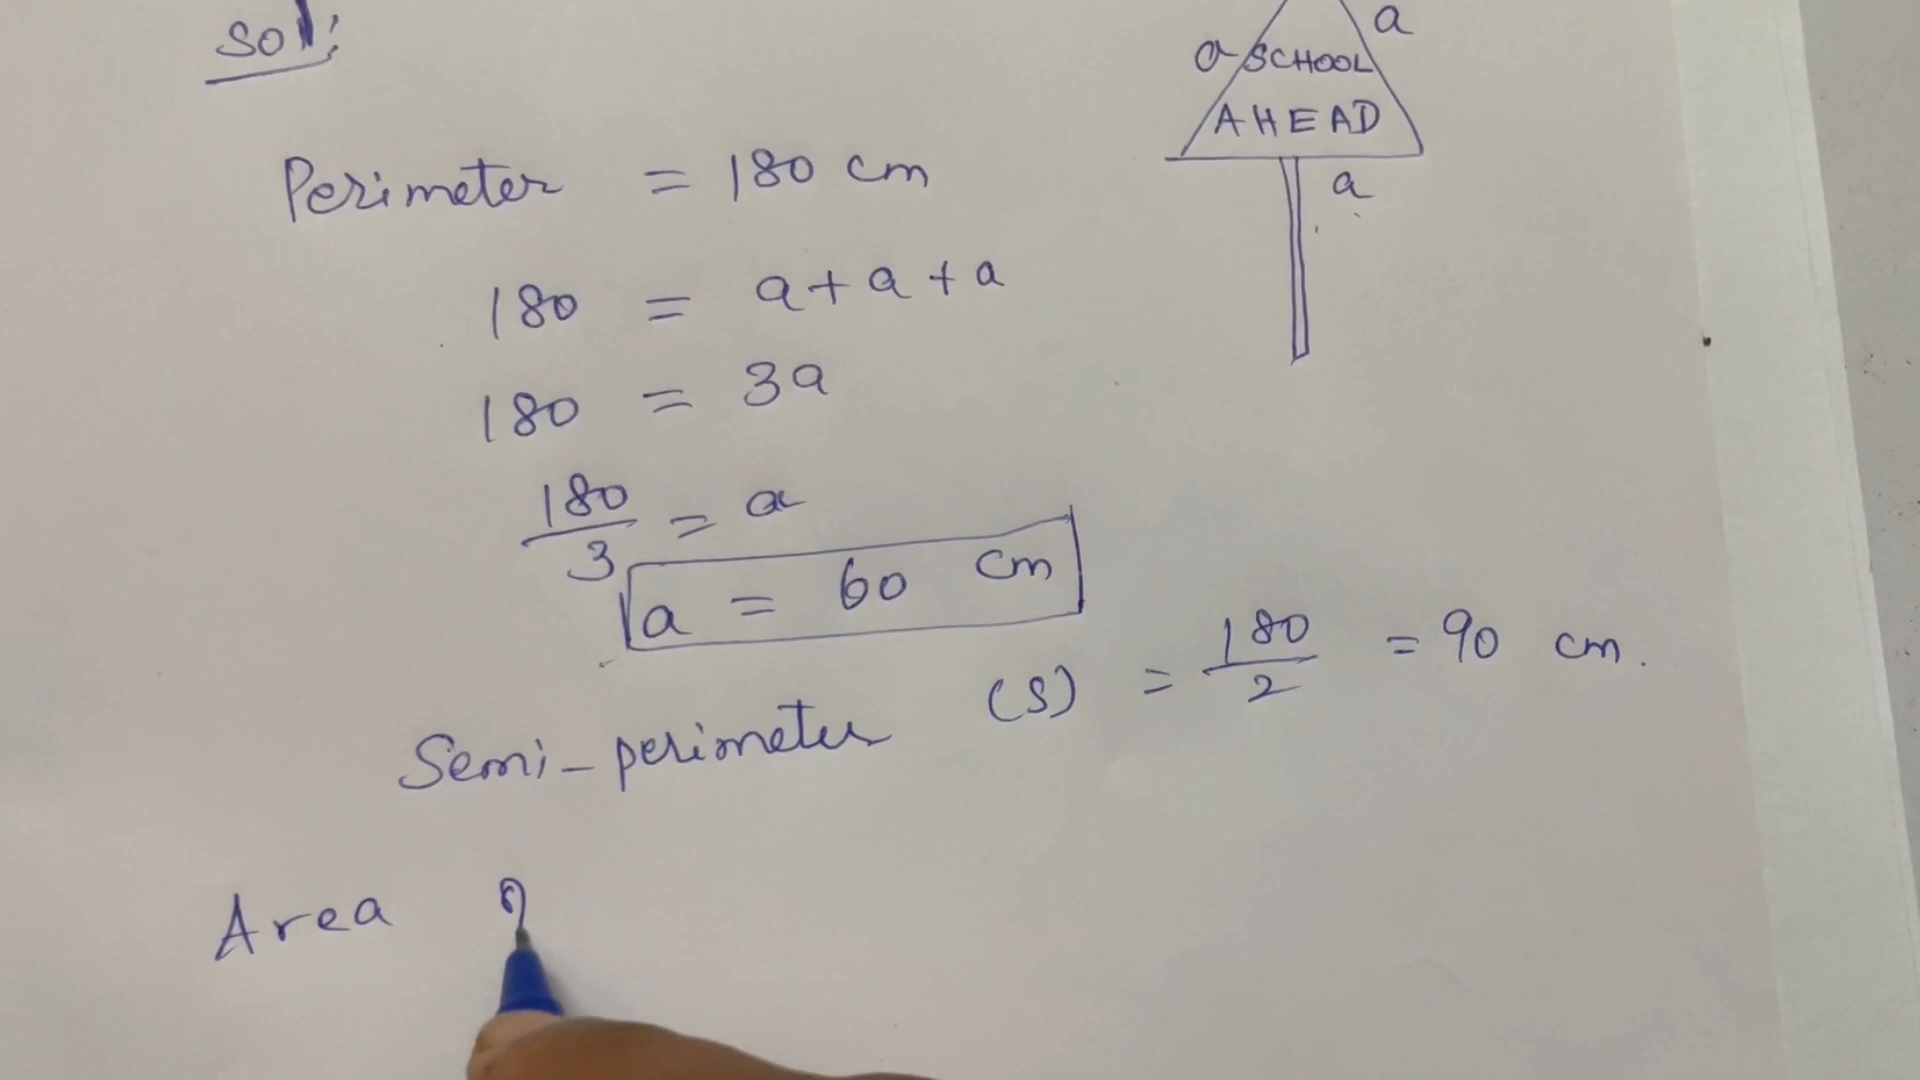 Sol:
a SCHOOL a
AHEAD
a
Perimeter = 180 cm
180 = a + a + a
180 = 3a
180/3 = a
a = 60 cm
Semi-perimeter (S) = 180/2 = 90 cm.
Area